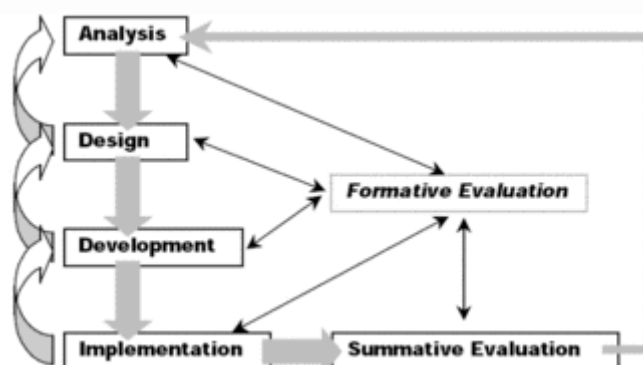 Analysis
Design
Formative Evaluation
Development
Implementation
Summative Evaluation